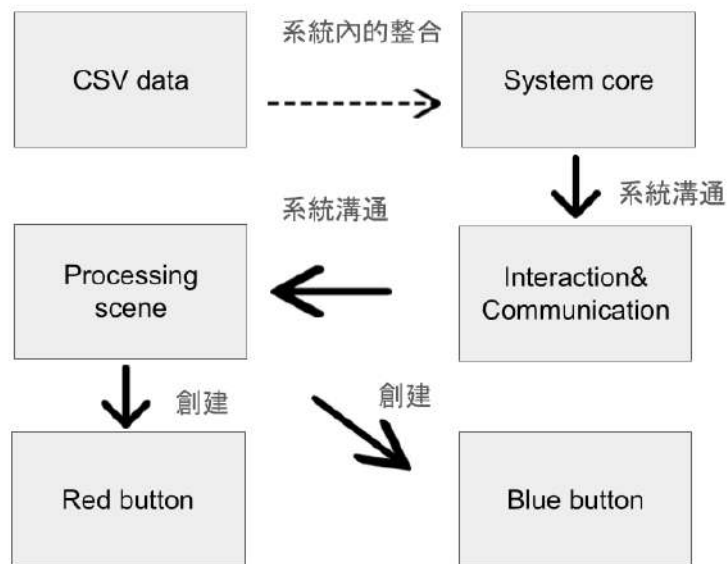 系統內的整合
CSV data
System core
系統溝通
系統溝通
Processing
scene
Interaction&
Communication
創建
創建
Red button
Blue button